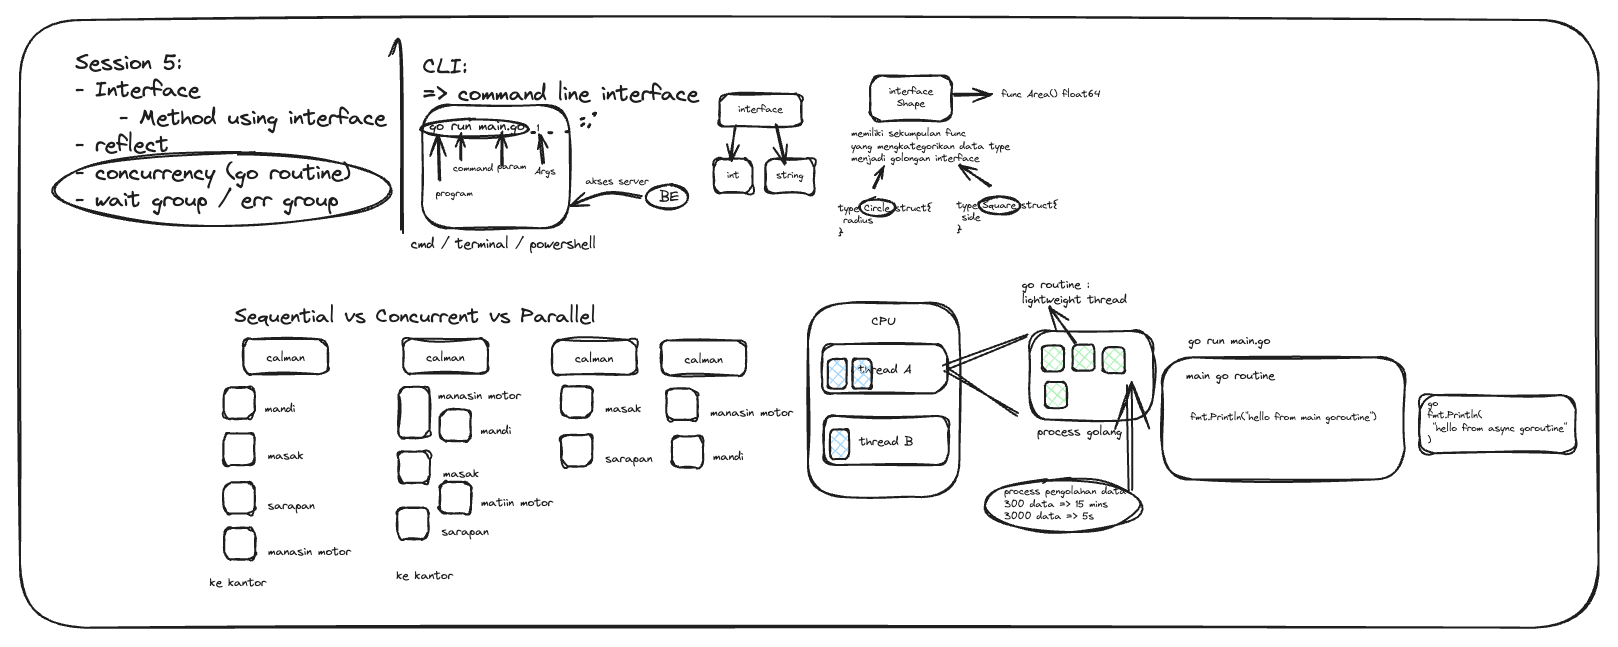 Session 5:
- Interface
- Method using interface
- reflect
- concurrency (go routine)
- wait group / err group
CLI:
=> command line interface
go run main.go
command param
Args
program
akses server
BE
cmd / terminal / powershell
interface
int
string
interface
Shape
func Area() float64
memiliki sekumpulan func
yang mengkategorikan data type
menjadi golongan interface
type Circle struct{
radius
}
type Square struct{
side
}
Sequential vs Concurrent vs Parallel
calman
mandi
masak
sarapan
manasin motor
ke kantor
calman
manasin motor
mandi
masak
matiin motor
sarapan
ke kantor
calman
masak
sarapan
calman
manasin motor
mandi
CPU
thread A
thread B
go routine :
lightweight thread
process golang
process pengolahan data
300 data => 15 mins
3000 data => 5s
go run main.go
main go routine
fmt.Println("hello from main goroutine")
go
fmt.Println(
"hello from async goroutine"
)